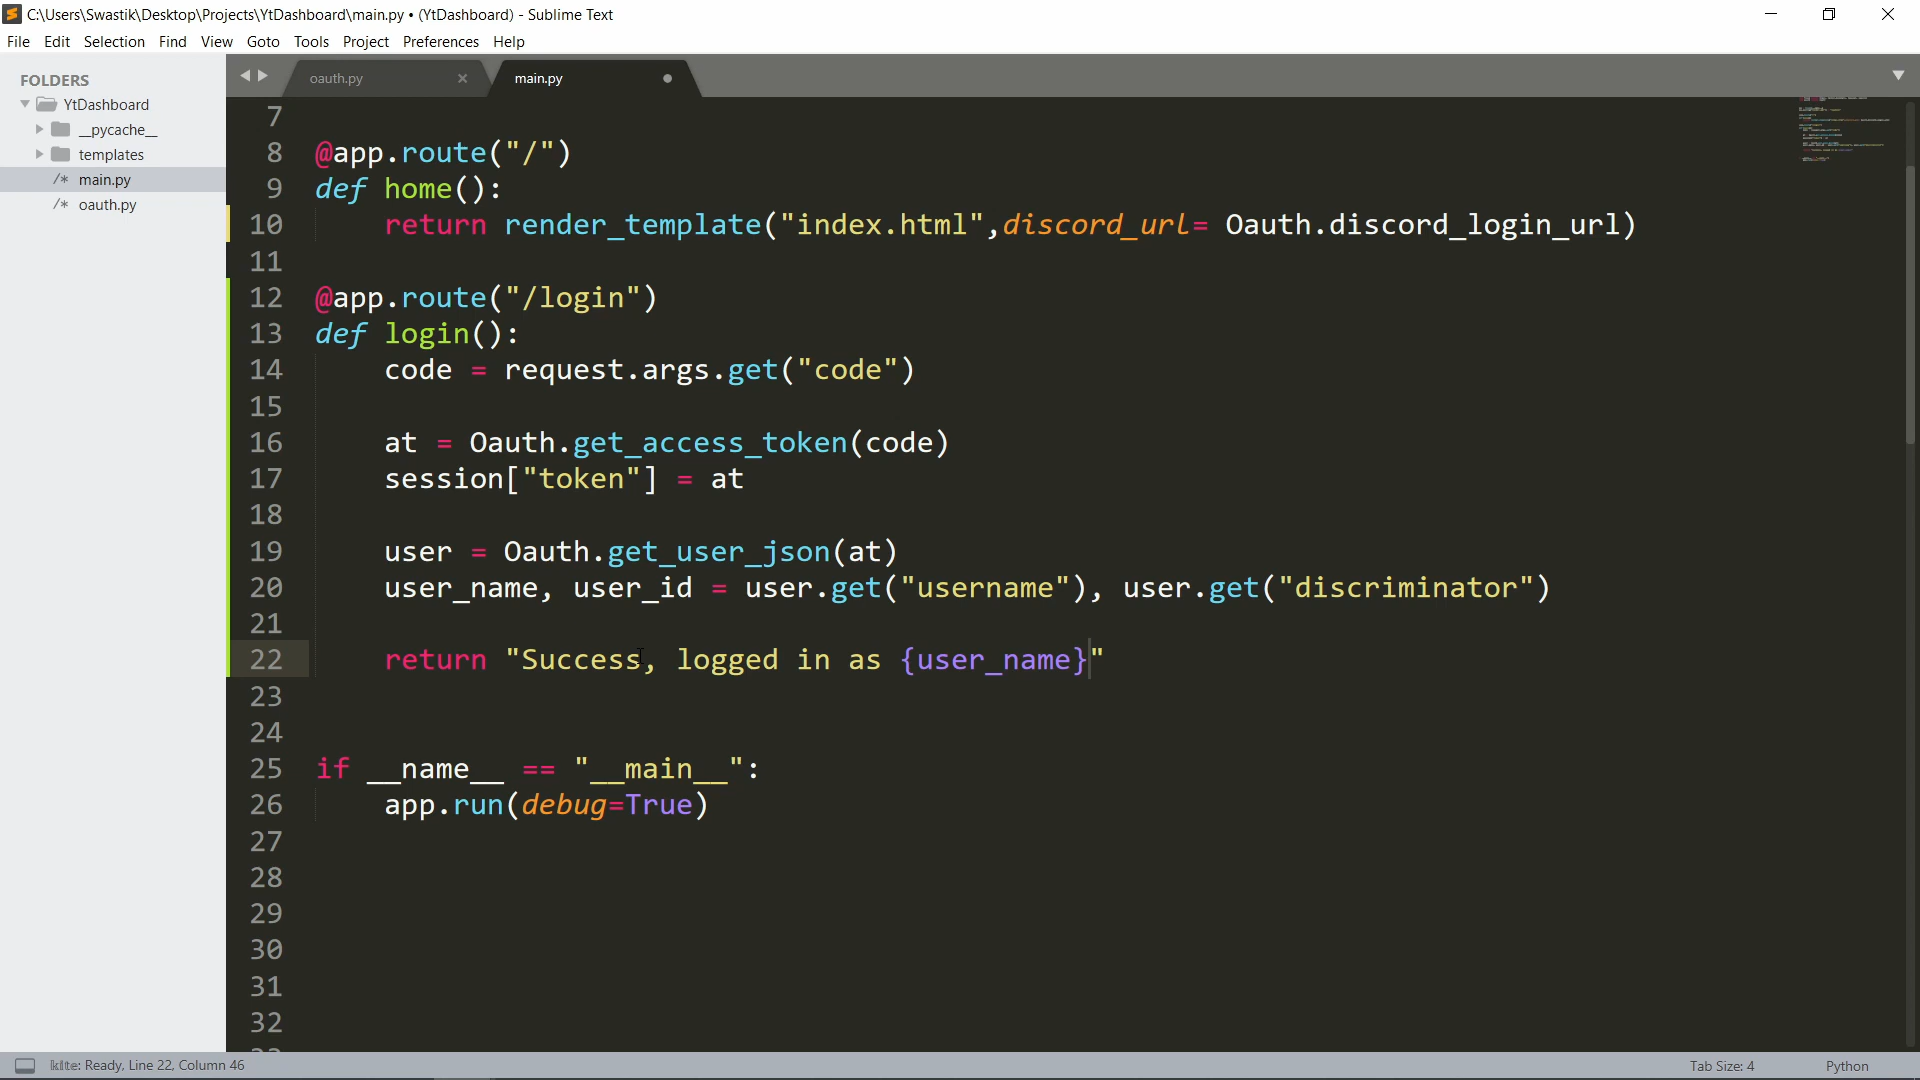 C:\Users\Swastik\Desktop\Projects\YtDashboard\main.py • (YtDashboard) - Sublime Text
File Edit Selection Find View Goto Tools Project Preferences Help
FOLDERS
YtDashboard
__pycache__
templates
/* main.py
/* oauth.py
oauth.py × main.py
7
8 @app.route("/")
9 def home():
10 return render_template("index.html",discord_url= Oauth.discord_login_url)
11
12 @app.route("/login")
13 def login():
14 code = request.args.get("code")
15
16 at = Oauth.get_access_token(code)
17 session["token"] = at
18
19 user = Oauth.get_user_json(at)
20 user_name, user_id = user.get("username"), user.get("discriminator")
21
22 return "Success, logged in as {user_name}"
23
24
25 if __name__ == "__main__":
26 app.run(debug=True)
27
28
29
30
31
32
kite: Ready, Line 22, Column 46 Tab Size: 4 Python